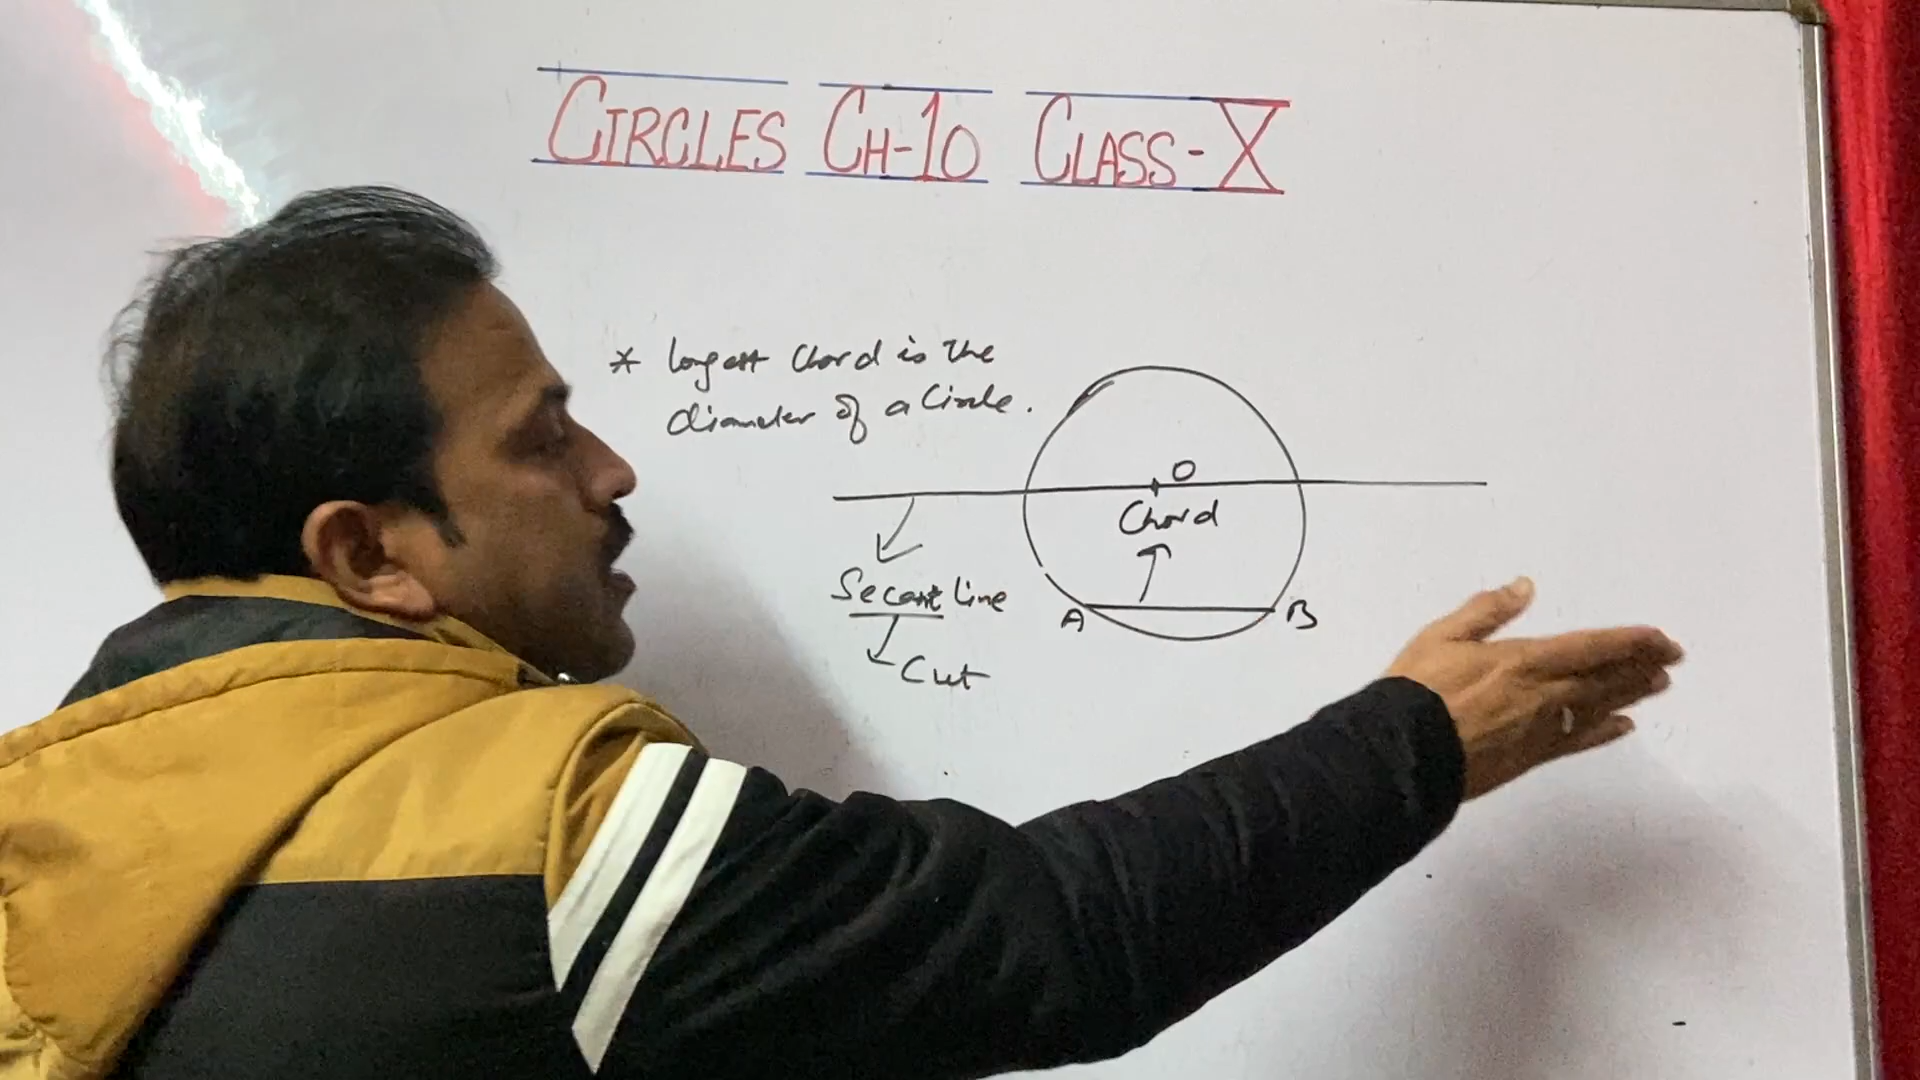 CIRCLES CH-10 CLASS-X
* longest Chord is the
diameter of a Circle.
O
Chord
Secant line
A B
Cut